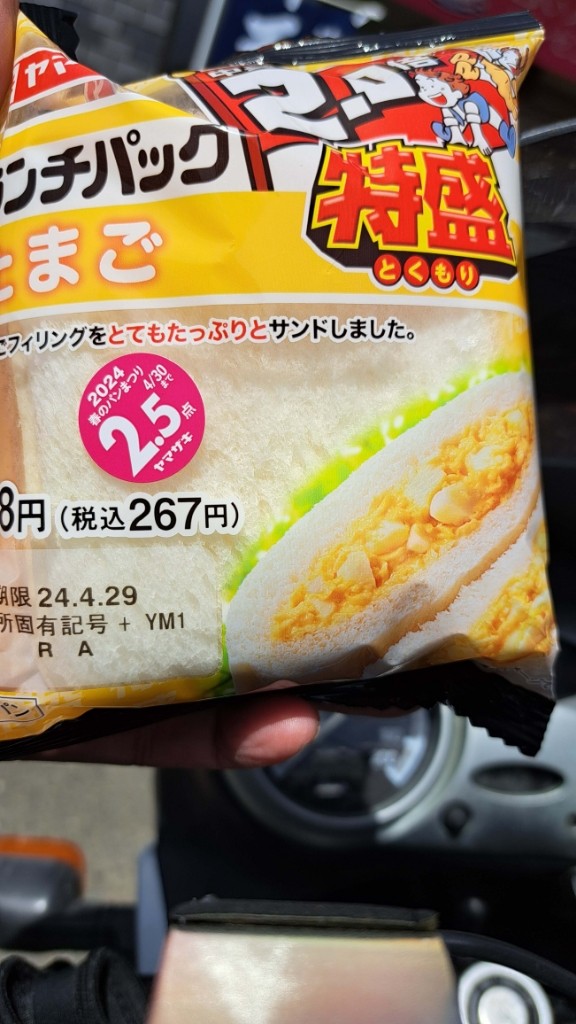 ランチパック
たまご
特盛
とくもり
ごフィリングをとてもたっぷりとサンドしました。
2024
春のパンまつり
4/30まで
2.5点
ヤマザキ
8円(税込267円)
期限 24.4.29
所固有記号 + YM1
R A
パン